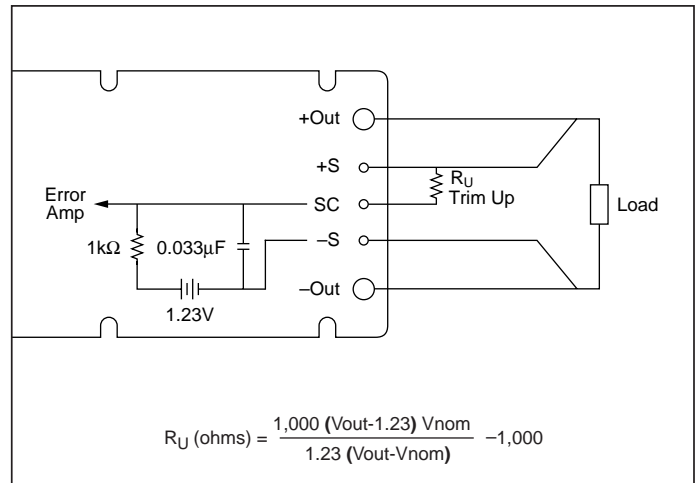 +Out
+S
R_U
Trim Up
Error
Amp
SC
Load
1kΩ
0.033μF
–S
–Out
1.23V
R_U (ohms) = 1,000 (Vout-1.23) Vnom / 1.23 (Vout-Vnom) –1,000